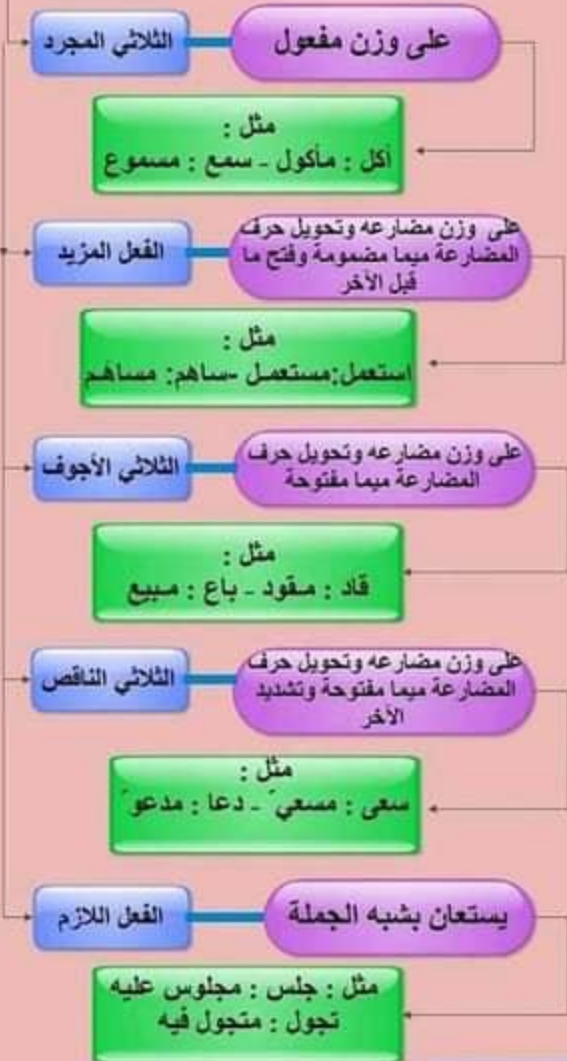 الثلاثي المجرد
على وزن مفعول
مثل :
أكل : مأكول - سمع : مسموع
الفعل المزيد
على وزن مضارعه وتحويل حرف
المضارعة ميما مضمومة وفتح ما
قبل الآخر
مثل :
استعمل:مستعمل -ساهم: مساهم
الثلاثي الأجوف
على وزن مضارعه وتحويل حرف
المضارعة ميما مفتوحة
مثل :
قاد : مقود - باع : مبيع
الثلاثي الناقص
على وزن مضارعه وتحويل حرف
المضارعة ميما مفتوحة وتشديد
الآخر
مثل :
سعى : مسعيَ - دعا : مدعوَ
الفعل اللازم
يستعان بشبه الجملة
مثل : جلس : مجلوس عليه
تجول : متجول فيه